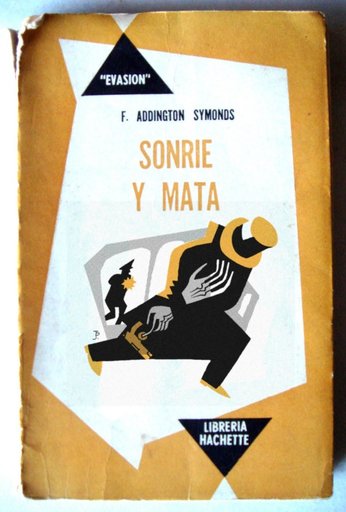 "EVASION"
F. ADDINGTON SYMONDS
SONRIE
Y MATA
LIBRERIA
HACHETTE